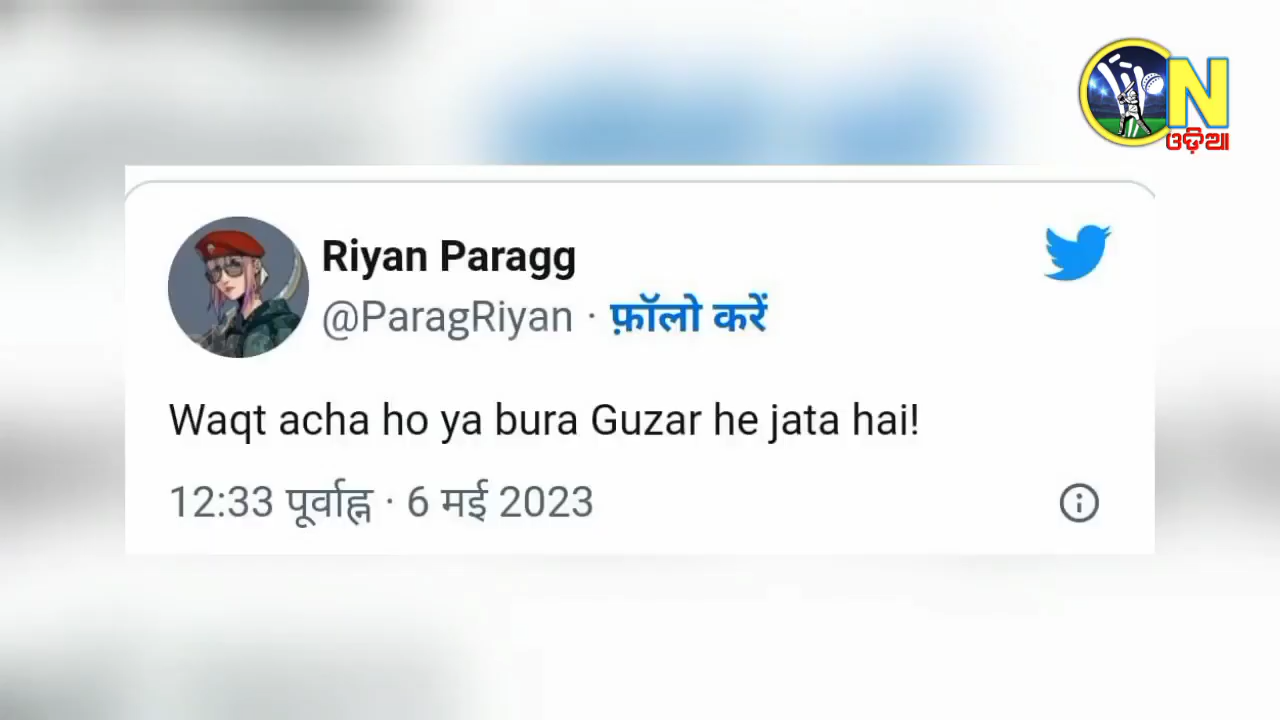 N
ଓଡ଼ିଆ
Riyan Paragg
@ParagRiyan · फ़ॉलो करें
Waqt acha ho ya bura Guzar he jata hai!
12:33 पूर्वाह्न · 6 मई 2023